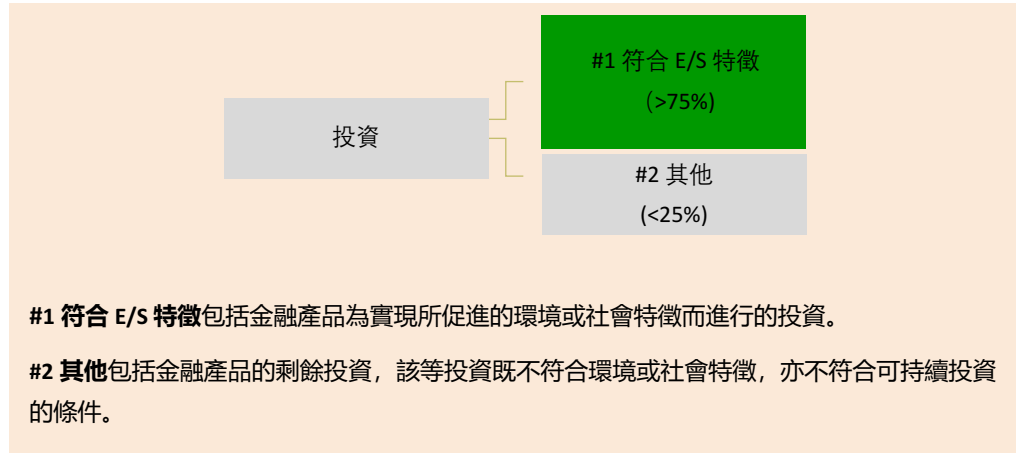 #1 符合 E/S 特徵
（>75%)
投資
#2 其他
(<25%)
#1 符合 E/S 特徵包括金融產品為實現所促進的環境或社會特徵而進行的投資。
#2 其他包括金融產品的剩餘投資，該等投資既不符合環境或社會特徵，亦不符合可持續投資
的條件。